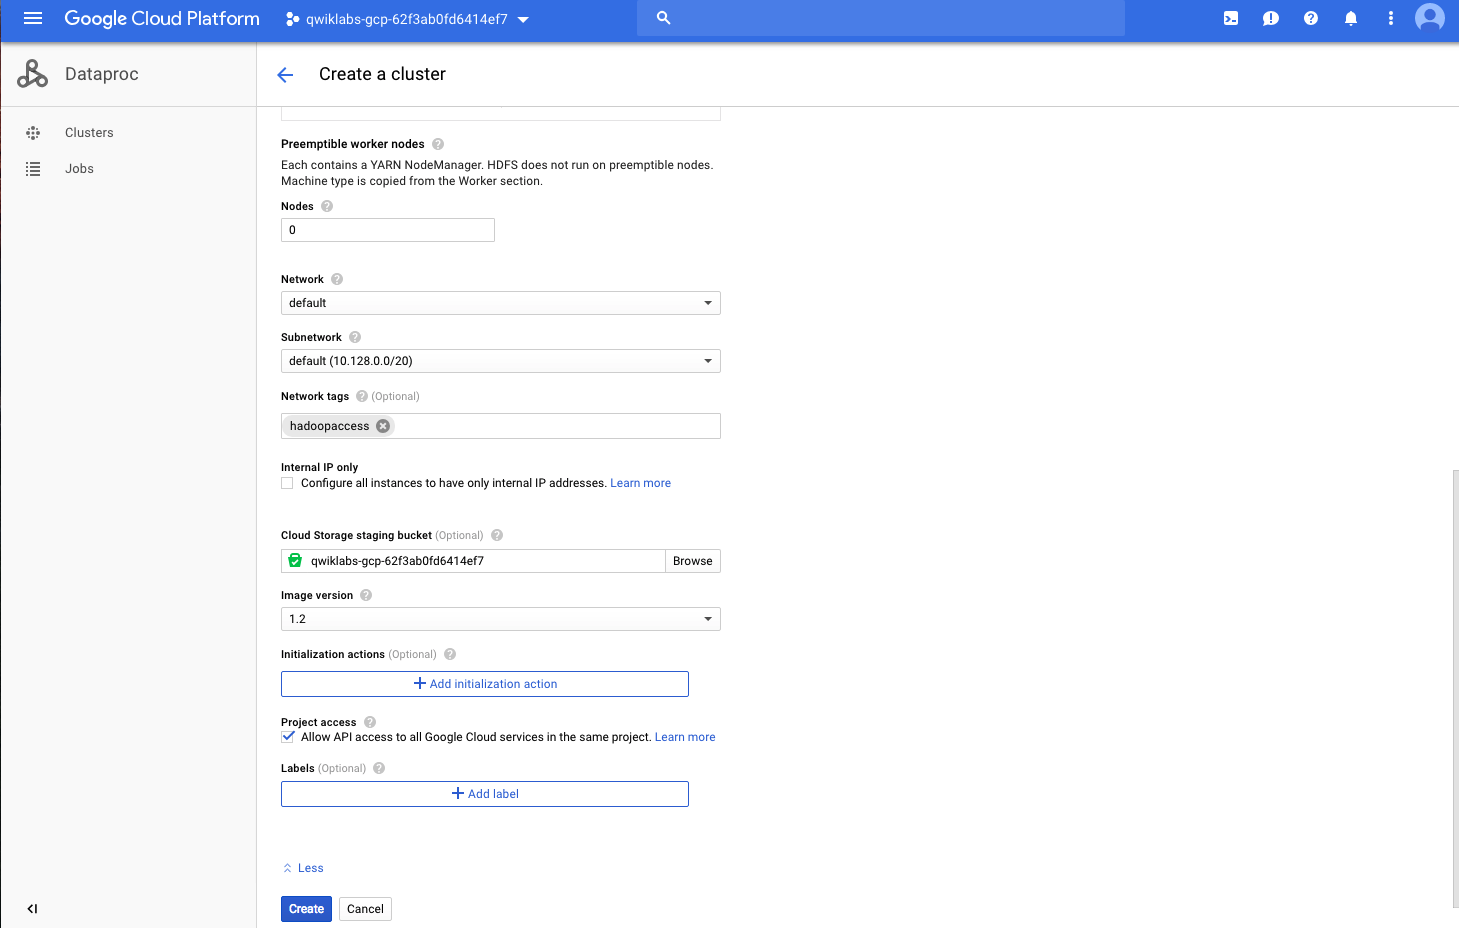 Google Cloud Platform
qwiklabs-gcp-62f3ab0fd6414ef7
Dataproc
Create a cluster
Clusters
Jobs
Preemptible worker nodes
Each contains a YARN NodeManager. HDFS does not run on preemptible nodes.
Machine type is copied from the Worker section.
Nodes
0
Network
default
Subnetwork
default (10.128.0.0/20)
Network tags (Optional)
hadoopaccess
Internal IP only
Configure all instances to have only internal IP addresses. Learn more
Cloud Storage staging bucket (Optional)
qwiklabs-gcp-62f3ab0fd6414ef7 Browse
Image version
1.2
Initialization actions (Optional)
Add initialization action
Project access
Allow API access to all Google Cloud services in the same project. Learn more
Labels (Optional)
Add label
Less
Create Cancel